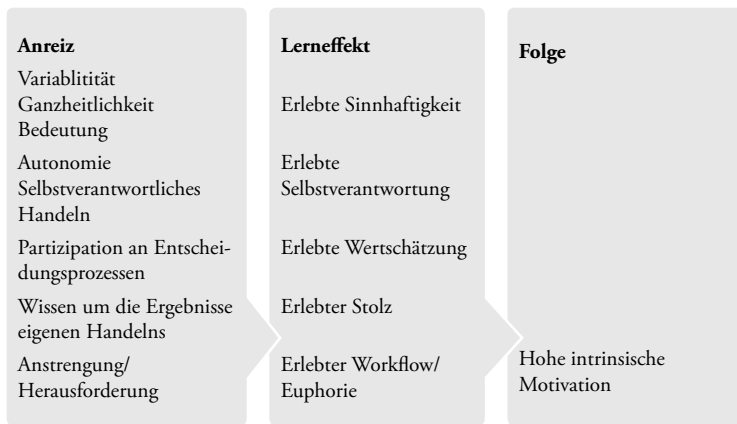 Anreiz
Variablitität
Ganzheitlichkeit
Bedeutung
Autonomie
Selbstverantwortliches
Handeln
Partizipation an Entschei-
dungsprozessen
Wissen um die Ergebnisse
eigenen Handelns
Anstrengung/
Herausforderung
Lerneffekt
Erlebte Sinnhaftigkeit
Erlebte
Selbstverantwortung
Erlebte Wertschätzung
Erlebter Stolz
Erlebter Workflow/
Euphorie
Folge
Hohe intrinsische
Motivation